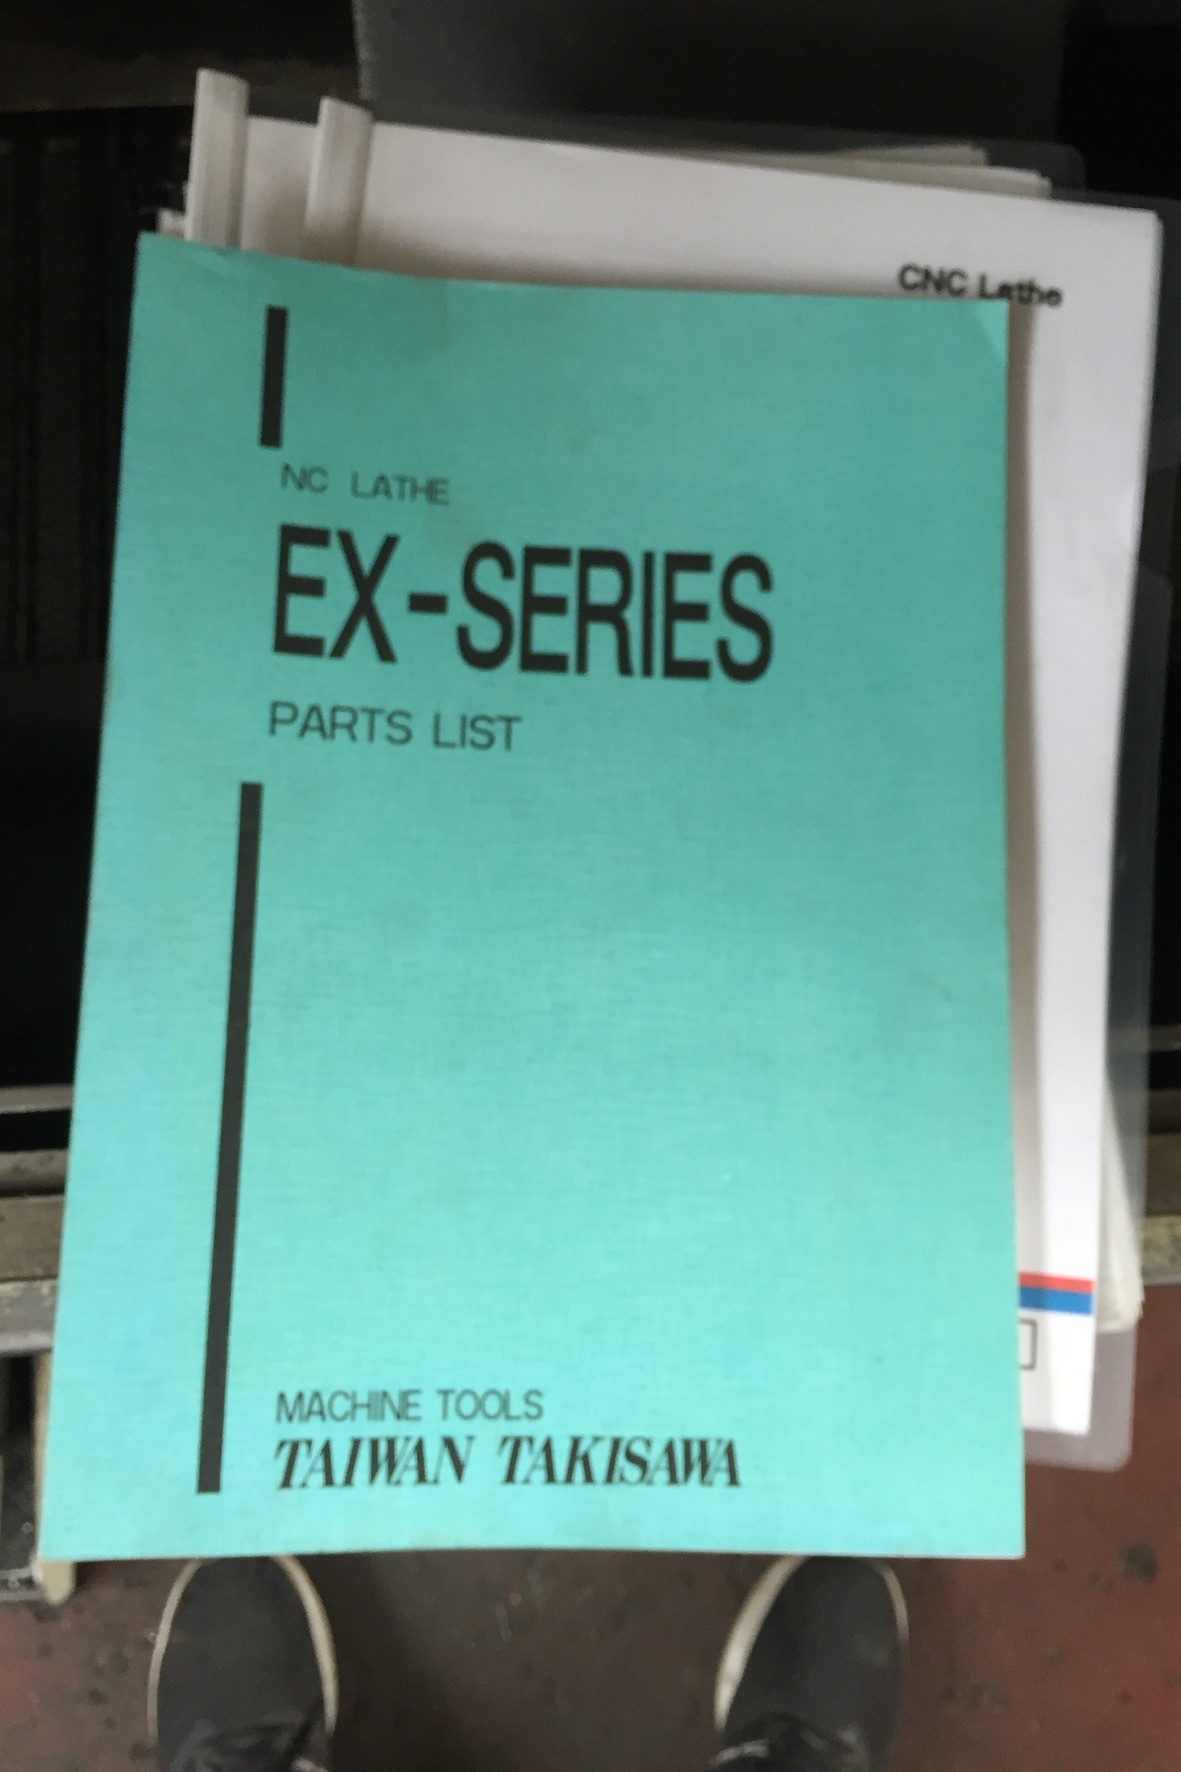 CNC Lathe
NC LATHE
EX-SERIES
PARTS LIST
MACHINE TOOLS
TAIWAN TAKISAWA